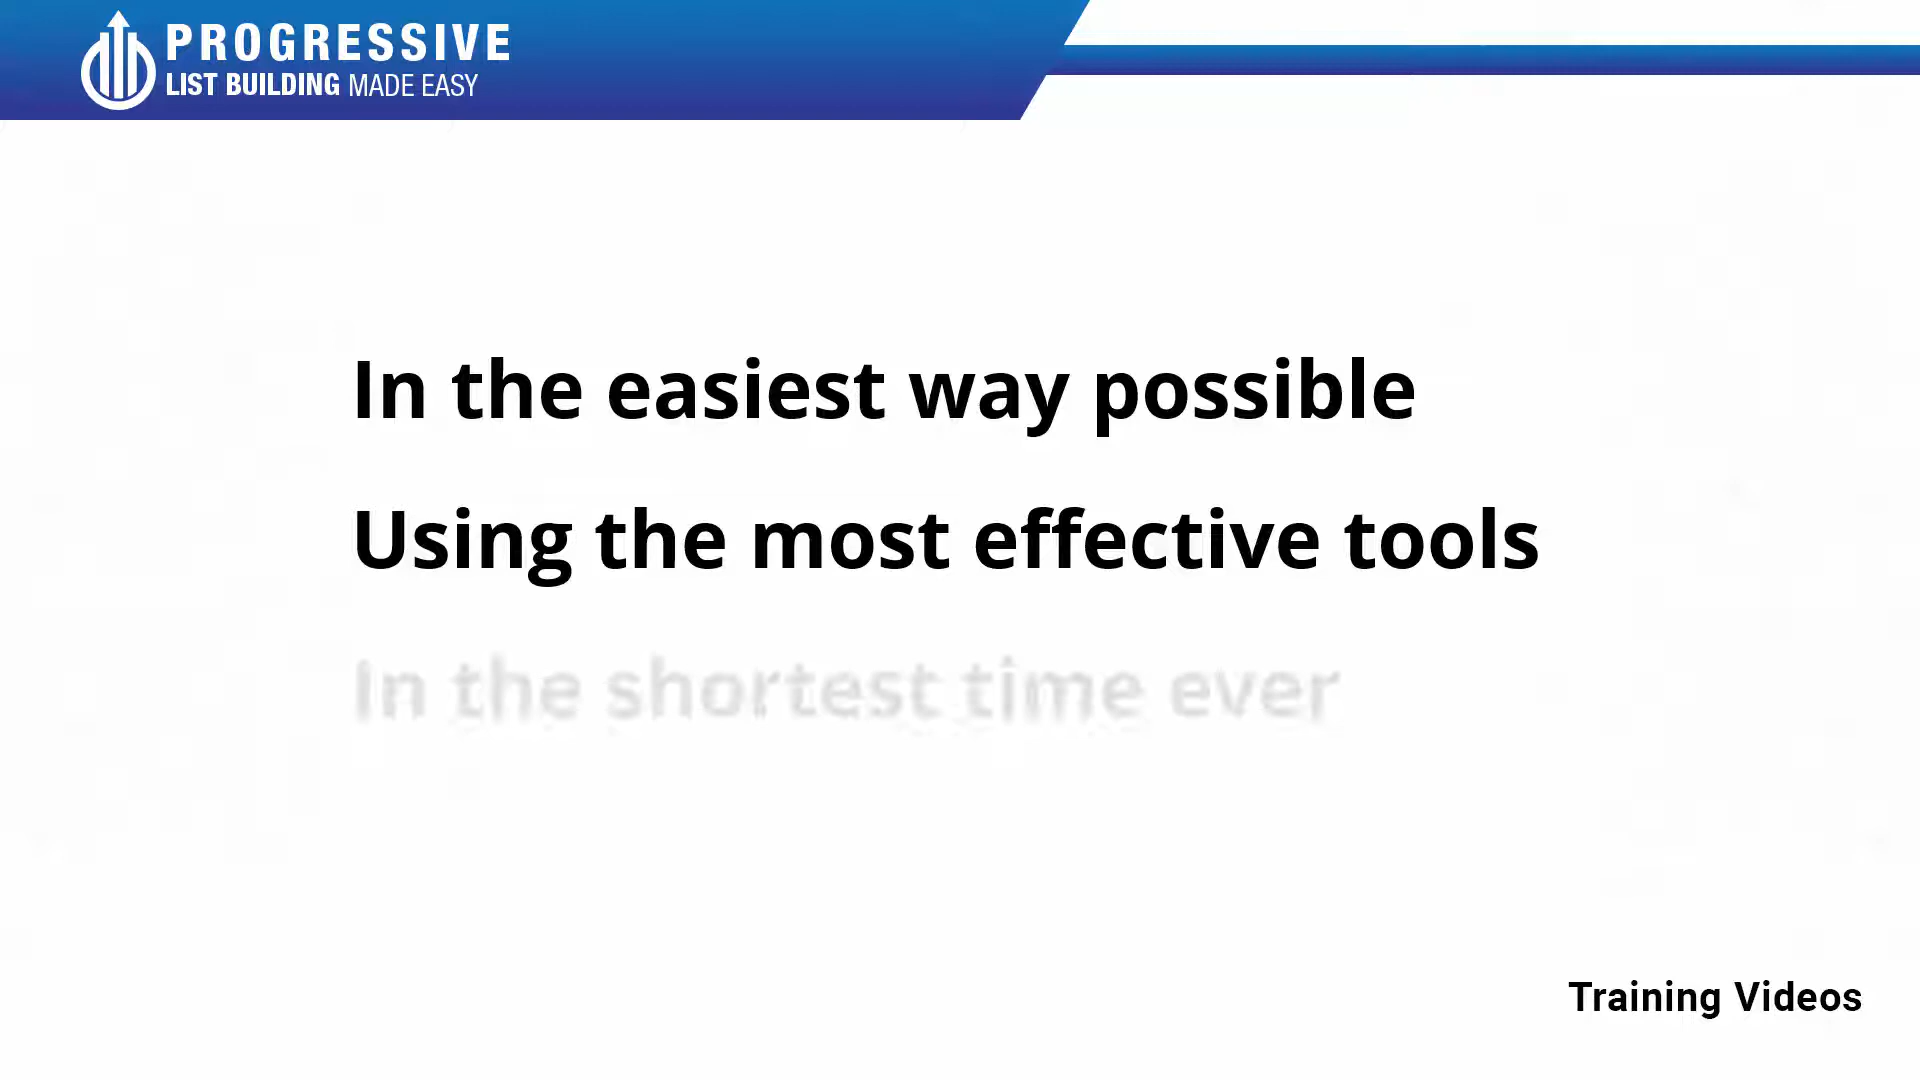 PROGRESSIVE
LIST BUILDING MADE EASY
In the easiest way possible
Using the most effective tools
In the shortest time ever
Training Videos